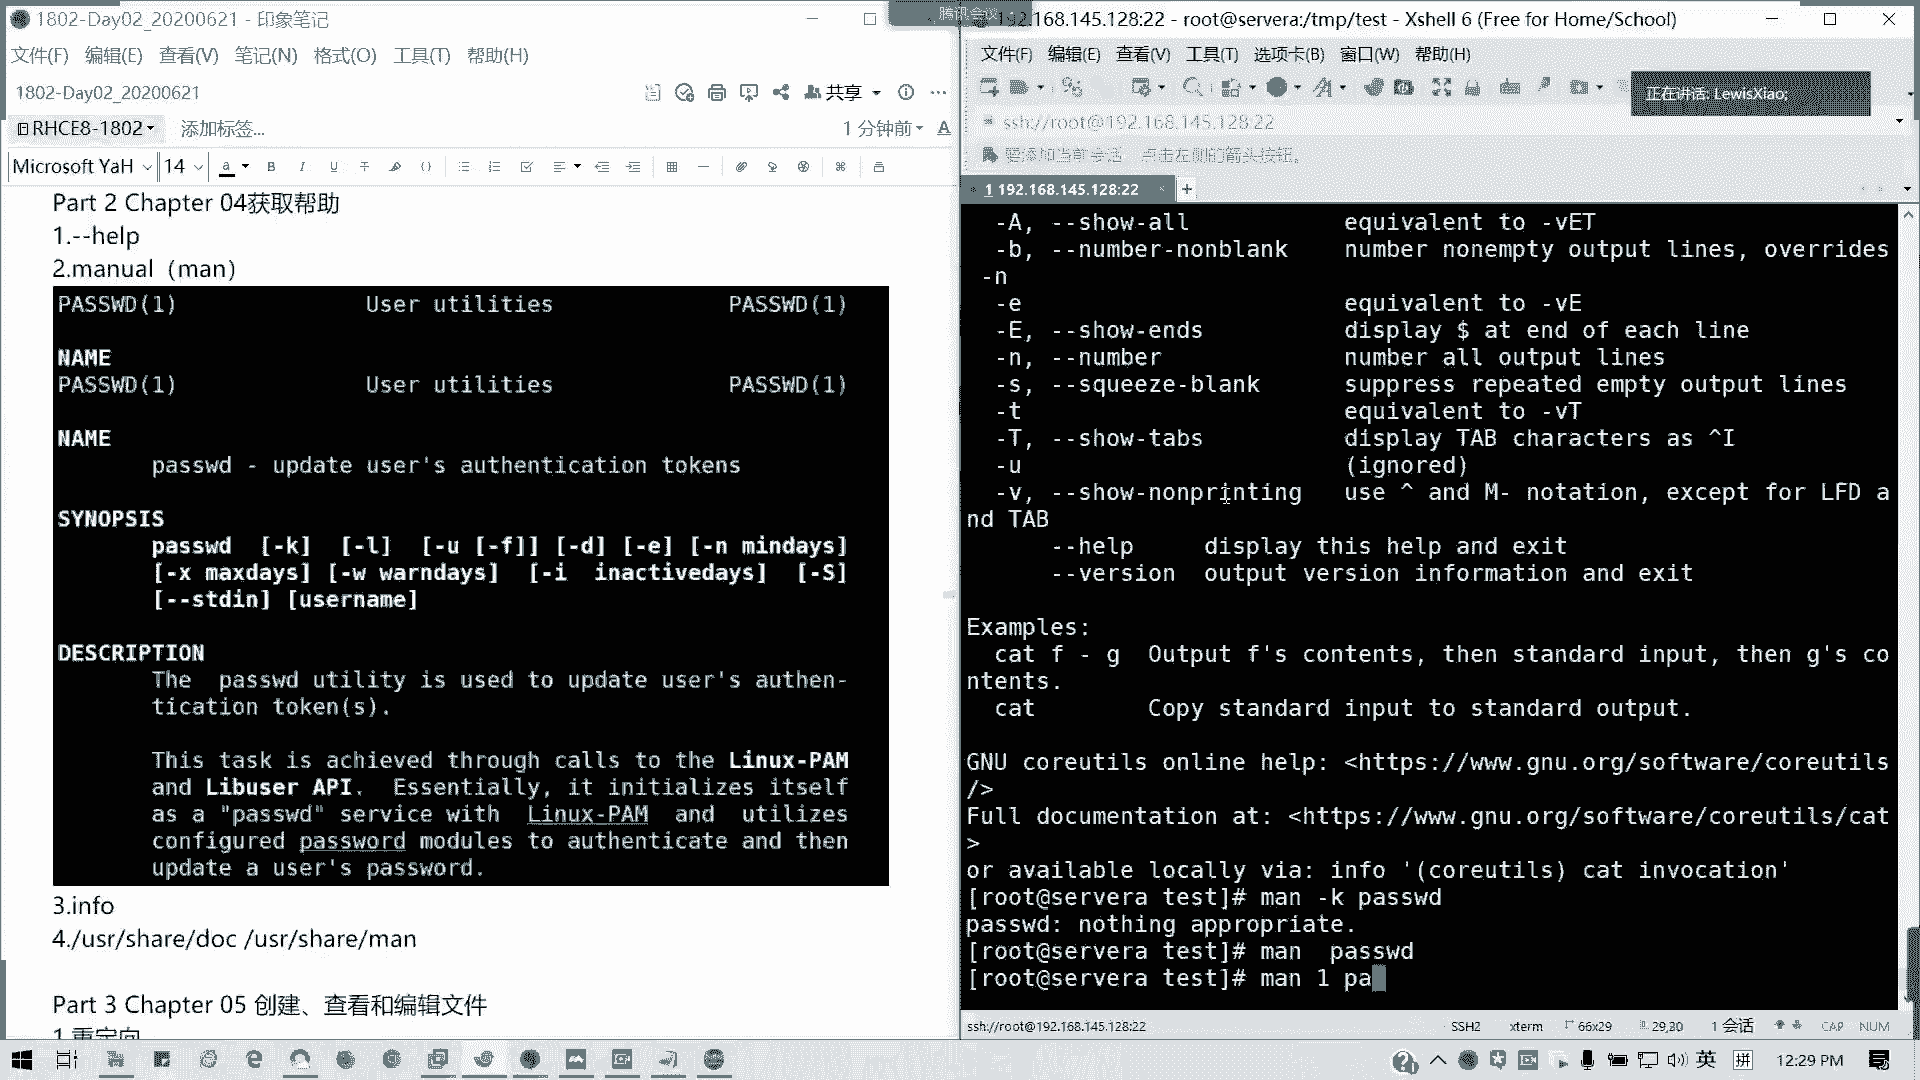 1802-Day02_20200621 - 印象笔记
文件(F) 编辑(E) 查看(V) 笔记(N) 格式(O) 工具(T) 帮助(H)
1802-Day02_20200621
共享
RHCE8-1802
添加标签...
1 分钟前
Microsoft YaH
14
Part 2 Chapter 04获取帮助
1.--help
2.manual（man）
PASSWD(1) User utilities PASSWD(1)
NAME
PASSWD(1) User utilities PASSWD(1)
NAME
passwd - update user's authentication tokens
SYNOPSIS
passwd [-k] [-l] [-u [-f]] [-d] [-e] [-n mindays]
[-x maxdays] [-w warndays] [-i inactivedays] [-S]
[--stdin] [username]
DESCRIPTION
The passwd utility is used to update user's authen-
tication token(s).
This task is achieved through calls to the Linux-PAM
and Libuser API. Essentially, it initializes itself
as a "passwd" service with Linux-PAM and utilizes
configured password modules to authenticate and then
update a user's password.
3.info
4./usr/share/doc /usr/share/man
Part 3 Chapter 05 创建、查看和编辑文件
1.重定向
腾讯会议
192.168.145.128:22 - root@servera:/tmp/test - Xshell 6 (Free for Home/School)
文件(F) 编辑(E) 查看(V) 工具(T) 选项卡(B) 窗口(W) 帮助(H)
正在讲话: LewisXiao;
ssh://root@192.168.145.128:22
要添加当前会话，点击左侧的箭头按钮。
1 192.168.145.128:22
-A, --show-all equivalent to -vET
-b, --number-nonblank number nonempty output lines, overrides
-n
-e equivalent to -vE
-E, --show-ends display $ at end of each line
-n, --number number all output lines
-s, --squeeze-blank suppress repeated empty output lines
-t equivalent to -vT
-T, --show-tabs display TAB characters as ^I
-u (ignored)
-v, --show-nonprinting use ^ and M- notation, except for LFD a
nd TAB
--help display this help and exit
--version output version information and exit
Examples:
cat f - g Output f's contents, then standard input, then g's co
ntents.
cat Copy standard input to standard output.
GNU coreutils online help: <https://www.gnu.org/software/coreutils
/>
Full documentation at: <https://www.gnu.org/software/coreutils/cat
>
or available locally via: info '(coreutils) cat invocation'
[root@servera test]# man -k passwd
passwd: nothing appropriate.
[root@servera test]# man  passwd
[root@servera test]# man 1 pa
ssh://root@192.168.145.128:22 SSH2 xterm 66x29 29,30 1 会话 CAP NUM
英 拼 12:29 PM